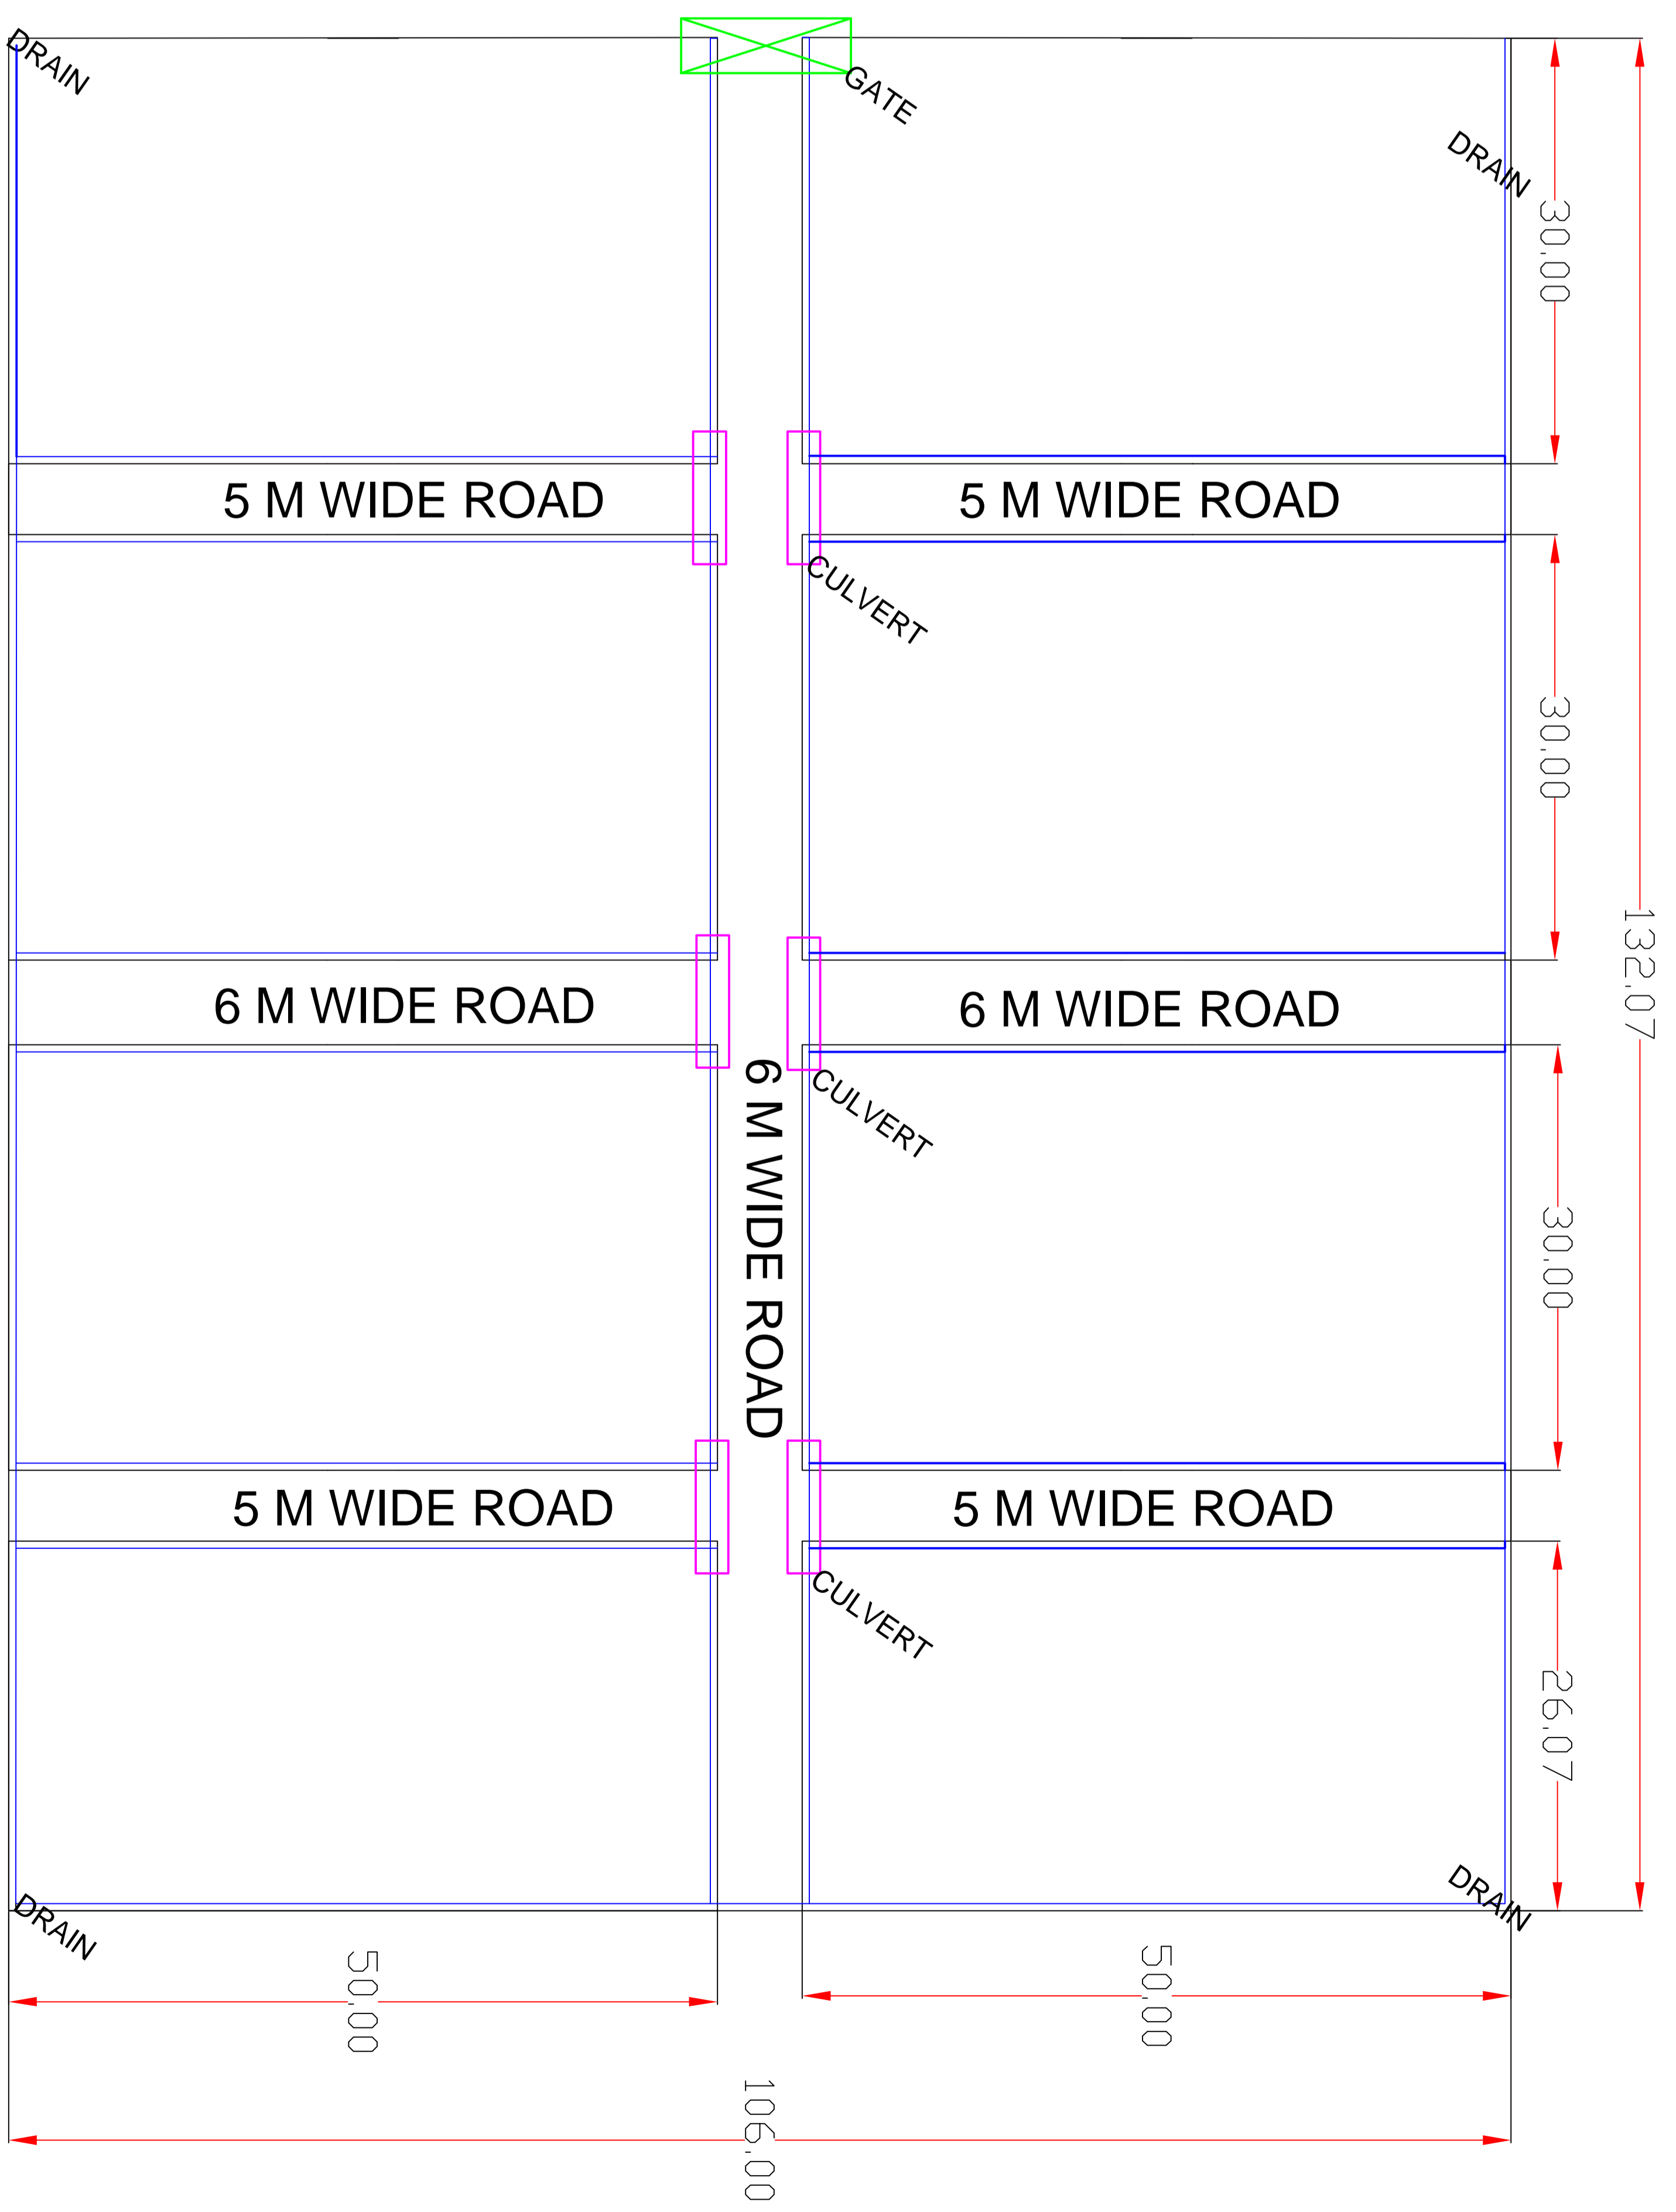 DRAIN
GATE
DRAIN
30.00
5 M WIDE ROAD
5 M WIDE ROAD
CULVERT
30.00
132.07
6 M WIDE ROAD
6 M WIDE ROAD
6 M WIDE ROAD
CULVERT
30.00
5 M WIDE ROAD
5 M WIDE ROAD
CULVERT
26.07
DRAIN
DRAIN
50.00
50.00
106.00